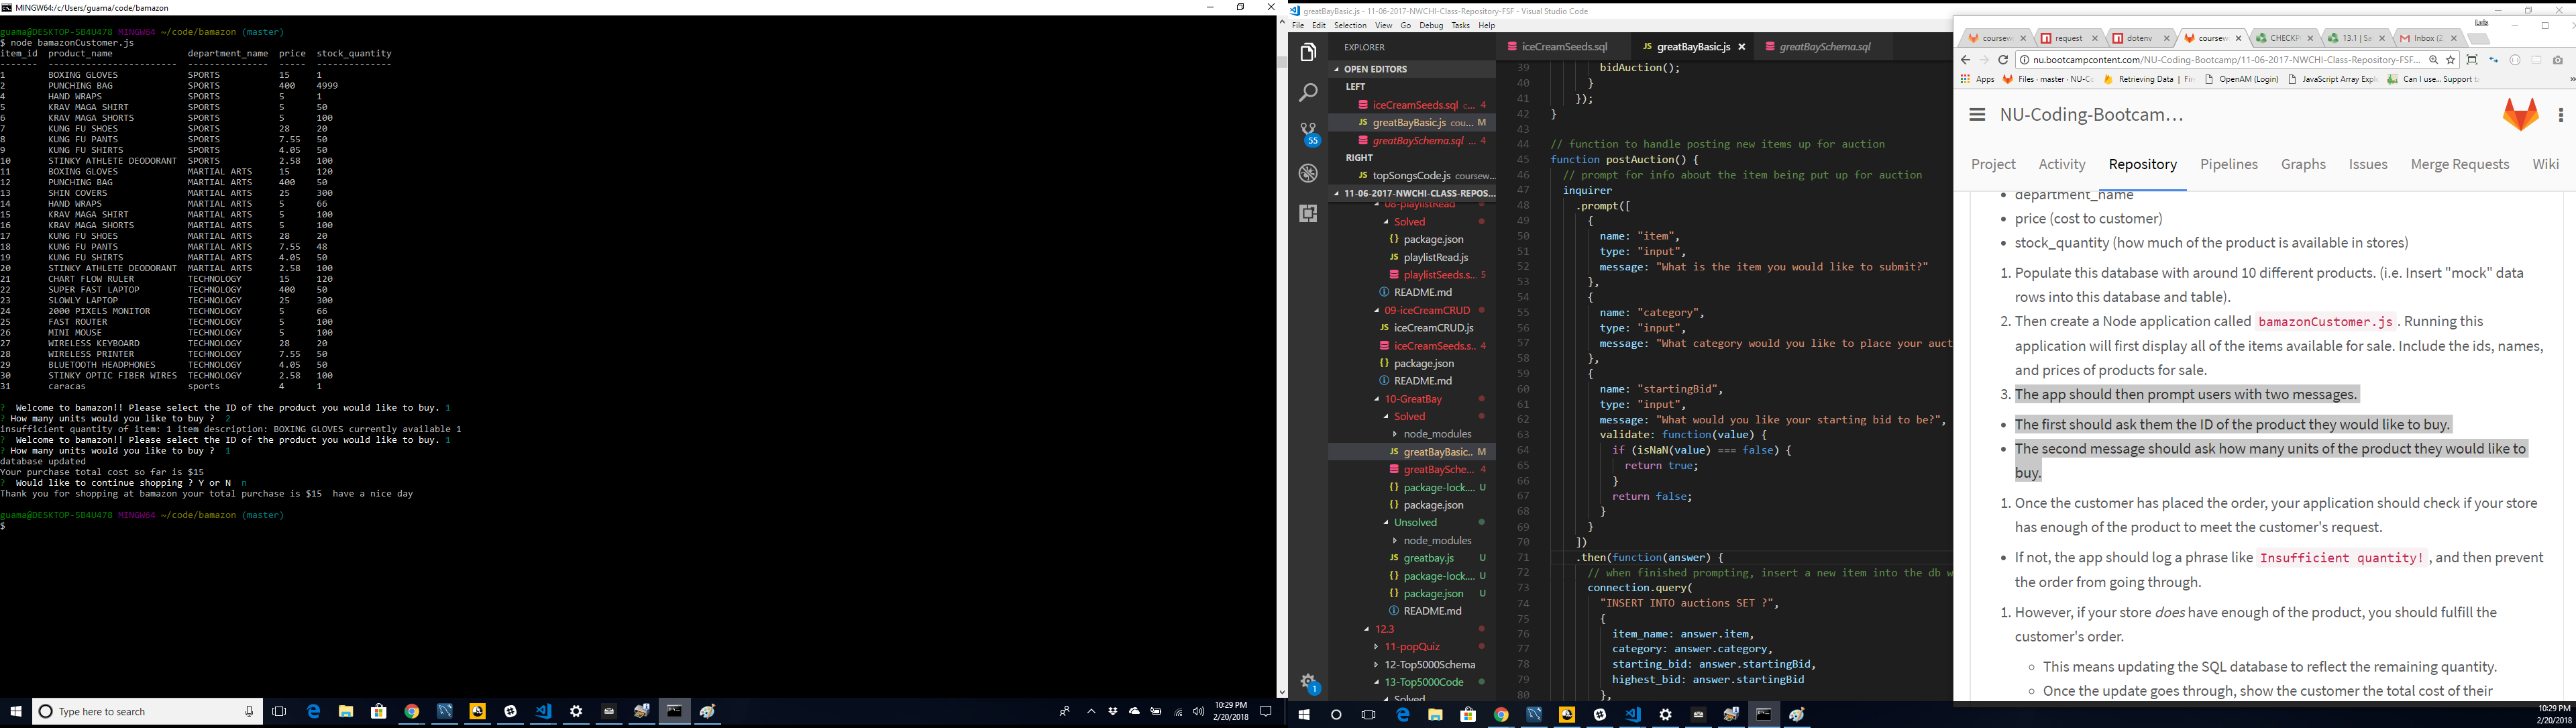 MINGW64:/c/Users/guama/code/bamazon
guama@DESKTOP-5B4U478 MINGW64 ~/code/bamazon (master)
$ node bamazonCustomer.js
item_id product_name department_name price stock_quantity
------- ------------------------ --------------- ----- --------------
1 BOXING GLOVES SPORTS 15 1
2 PUNCHING BAG SPORTS 400 4999
4 HAND WRAPS SPORTS 5 1
5 KRAV MAGA SHIRT SPORTS 5 50
6 KRAV MAGA SHORTS SPORTS 5 100
7 KUNG FU SHOES SPORTS 28 20
8 KUNG FU PANTS SPORTS 7.55 50
9 KUNG FU SHIRTS SPORTS 4.05 50
10 STINKY ATHLETE DEODORANT SPORTS 2.58 100
11 BOXING GLOVES MARTIAL ARTS 15 120
12 PUNCHING BAG MARTIAL ARTS 400 50
13 SHIN COVERS MARTIAL ARTS 25 300
14 HAND WRAPS MARTIAL ARTS 5 66
15 KRAV MAGA SHIRT MARTIAL ARTS 5 100
16 KRAV MAGA SHORTS MARTIAL ARTS 5 100
17 KUNG FU SHOES MARTIAL ARTS 28 20
18 KUNG FU PANTS MARTIAL ARTS 7.55 48
19 KUNG FU SHIRTS MARTIAL ARTS 4.05 50
20 STINKY ATHLETE DEODORANT MARTIAL ARTS 2.58 100
21 CHART FLOW RULER TECHNOLOGY 15 120
22 SUPER FAST LAPTOP TECHNOLOGY 400 50
23 SLOWLY LAPTOP TECHNOLOGY 25 300
24 2000 PIXELS MONITOR TECHNOLOGY 5 66
25 FAST ROUTER TECHNOLOGY 5 100
26 MINI MOUSE TECHNOLOGY 5 100
27 WIRELESS KEYBOARD TECHNOLOGY 28 20
28 WIRELESS PRINTER TECHNOLOGY 7.55 50
29 BLUETOOTH HEADPHONES TECHNOLOGY 4.05 50
30 STINKY OPTIC FIBER WIRES TECHNOLOGY 2.58 100
31 caracas sports 4 1
? Welcome to bamazon!! Please select the ID of the product you would like to buy. 1
? How many units would you like to buy ? 2
insufficient quantity of item: 1 item description: BOXING GLOVES currently available 1
? Welcome to bamazon!! Please select the ID of the product you would like to buy. 1
? How many units would you like to buy ? 1
database updated
Your purchase total cost so far is $15
? Would like to continue shopping ? Y or N n
Thank you for shopping at bamazon your total purchase is $15 have a nice day
guama@DESKTOP-5B4U478 MINGW64 ~/code/bamazon (master)
$
Type here to search
10:29 PM
2/20/2018
greatBayBasic.js - 11-06-2017-NWCHI-Class-Repository-FSF - Visual Studio Code
File Edit Selection View Go Debug Tasks Help
55
1
EXPLORER
OPEN EDITORS
LEFT
iceCreamSeeds.sql c... 4
JS greatBayBasic.js cou... M
greatBaySchema.sql ... 4
RIGHT
JS topSongsCode.js coursew...
11-06-2017-NWCHI-CLASS-REPOS...
08-playlistRead
Solved
{} package.json
JS playlistRead.js
playlistSeeds.s... 5
README.md
09-iceCreamCRUD
JS iceCreamCRUD.js
iceCreamSeeds.s.. 4
{} package.json
README.md
10-GreatBay
Solved
node_modules
JS greatBayBasic.. M
greatBaySche... 4
{} package-lock.... U
{} package.json
Unsolved
node_modules
JS greatbay.js U
{} package-lock.... U
{} package.json U
README.md
12.3
11-popQuiz
12-Top5000Schema
13-Top5000Code
Solved
iceCreamSeeds.sql JS greatBayBasic.js greatBaySchema.sql
39 bidAuction();
40 }
41 });
42 }
43
44 // function to handle posting new items up for auction
45 function postAuction() {
46 // prompt for info about the item being put up for auction
47 inquirer
48 .prompt([
49 {
50 name: "item",
51 type: "input",
52 message: "What is the item you would like to submit?"
53 },
54 {
55 name: "category",
56 type: "input",
57 message: "What category would you like to place your auct
58 },
59 {
60 name: "startingBid",
61 type: "input",
62 message: "What would you like your starting bid to be?",
63 validate: function(value) {
64 if (isNaN(value) === false) {
65 return true;
66 }
67 return false;
68 }
69 }
70 ])
71 .then(function(answer) {
72 // when finished prompting, insert a new item into the db w
73 connection.query(
74 "INSERT INTO auctions SET ?",
75 {
76 item_name: answer.item,
77 category: answer.category,
78 starting_bid: answer.startingBid,
79 highest_bid: answer.startingBid
80 },
coursew request dotenv coursew CHECKP 13.1 | Sa Inbox (2
nu.bootcampcontent.com/NU-Coding-Bootcamp/11-06-2017-NWCHI-Class-Repository-FSF...
Apps Files · master · NU-Co Retrieving Data | Fir OpenAM (Login) JavaScript Array Expl Can I use... Support t
NU-Coding-Bootcam...
Project Activity Repository Pipelines Graphs Issues Merge Requests Wiki
• department_name
• price (cost to customer)
• stock_quantity (how much of the product is available in stores)
1. Populate this database with around 10 different products. (i.e. Insert "mock" data
rows into this database and table).
2. Then create a Node application called bamazonCustomer.js . Running this
application will first display all of the items available for sale. Include the ids, names,
and prices of products for sale.
3. The app should then prompt users with two messages.
• The first should ask them the ID of the product they would like to buy.
• The second message should ask how many units of the product they would like to
buy.
1. Once the customer has placed the order, your application should check if your store
has enough of the product to meet the customer's request.
• If not, the app should log a phrase like Insufficient quantity! , and then prevent
the order from going through.
1. However, if your store does have enough of the product, you should fulfill the
customer's order.
○ This means updating the SQL database to reflect the remaining quantity.
○ Once the update goes through, show the customer the total cost of their
10:29 PM
2/20/2018